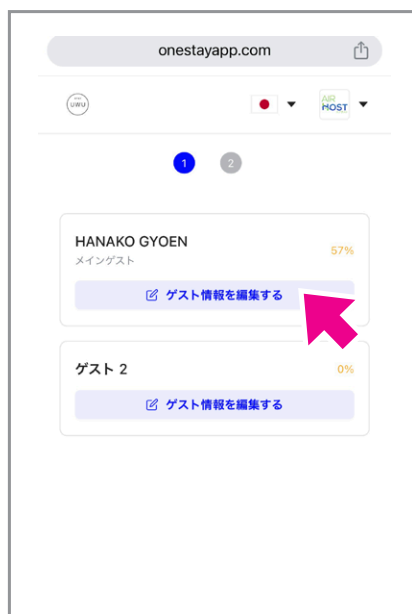 onestayapp.com
UWU
AIR
HOST
1 2
HANAKO GYOEN
メインゲスト
57%
ゲスト情報を編集する
ゲスト 2
0%
ゲスト情報を編集する